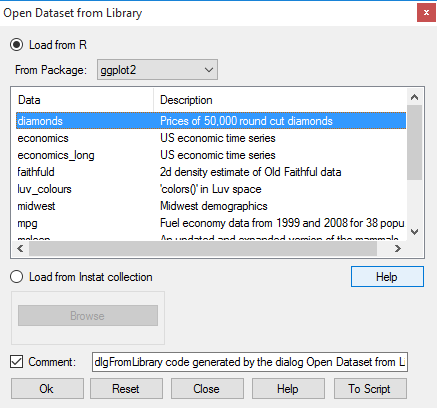 Open Dataset from Library
x
Load from R
From Package: ggplot2
Data Description
diamonds Prices of 50,000 round cut diamonds
economics US economic time series
economics_long US economic time series
faithfuld 2d density estimate of Old Faithful data
luv_colours 'colors()' in Luv space
midwest Midwest demographics
mpg Fuel economy data from 1999 and 2008 for 38 popu
msleep An updated and expanded version of the mammals
Load from Instat collection Help
Browse
Comment: dlgFromLibrary code generated by the dialog Open Dataset from Li
Ok Reset Close Help To Script